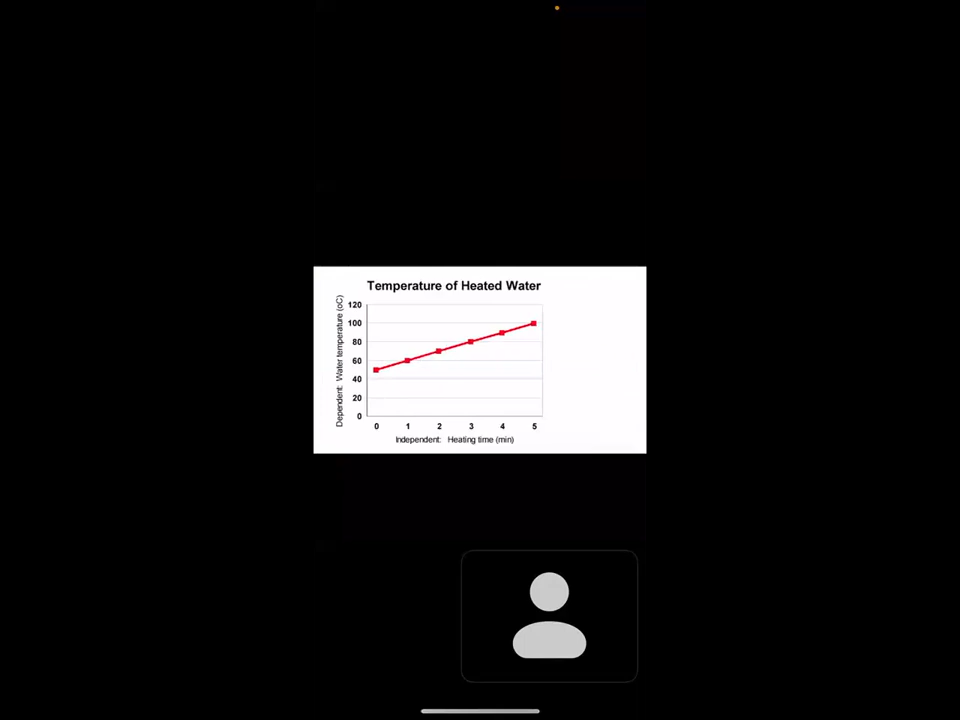 Temperature of Heated Water
Dependent: Water temperature (oC)
120
100
80
60
40
20
0
0 1 2 3 4 5
Independent: Heating time (min)